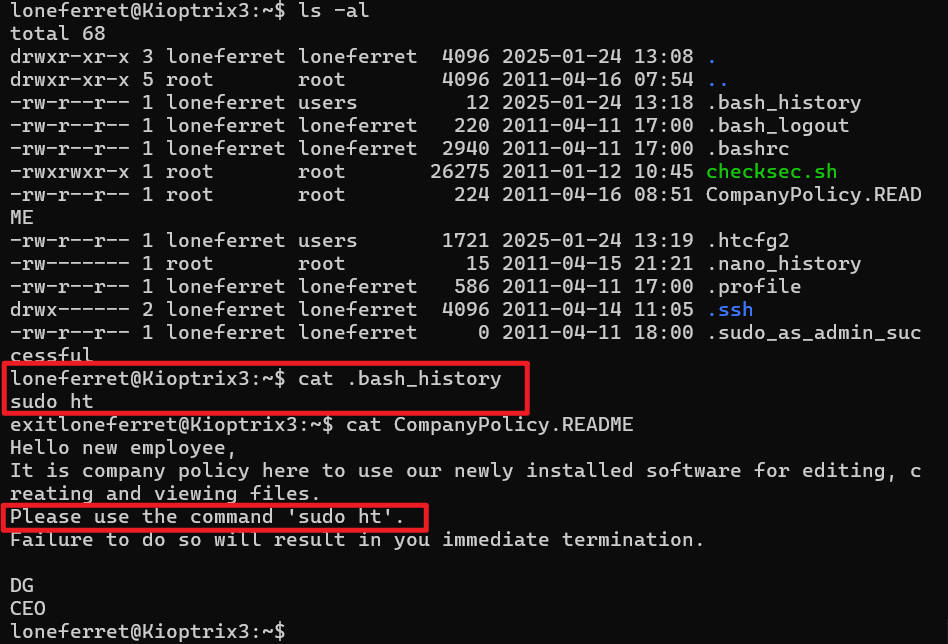 loneferret@Kioptrix3:~$ ls -al
total 68
drwxr-xr-x 3 loneferret loneferret  4096 2025-01-24 13:08 .
drwxr-xr-x 5 root       root        4096 2011-04-16 07:54 ..
-rw-r--r-- 1 loneferret users         12 2025-01-24 13:18 .bash_history
-rw-r--r-- 1 loneferret loneferret   220 2011-04-11 17:00 .bash_logout
-rw-r--r-- 1 loneferret loneferret  2940 2011-04-11 17:00 .bashrc
-rwxrwxr-x 1 root       root       26275 2011-01-12 10:45 checksec.sh
-rw-r--r-- 1 root       root         224 2011-04-16 08:51 CompanyPolicy.READ
ME
-rw-r--r-- 1 loneferret users       1721 2025-01-24 13:19 .htcfg2
-rw------- 1 root       root          15 2011-04-15 21:21 .nano_history
-rw-r--r-- 1 loneferret loneferret   586 2011-04-11 17:00 .profile
drwx------ 2 loneferret loneferret  4096 2011-04-14 11:05 .ssh
-rw-r--r-- 1 loneferret loneferret     0 2011-04-11 18:00 .sudo_as_admin_suc
cessful
loneferret@Kioptrix3:~$ cat .bash_history
sudo ht
exitloneferret@Kioptrix3:~$ cat CompanyPolicy.README
Hello new employee,
It is company policy here to use our newly installed software for editing, c
reating and viewing files.
Please use the command 'sudo ht'.
Failure to do so will result in you immediate termination.
DG
CEO
loneferret@Kioptrix3:~$